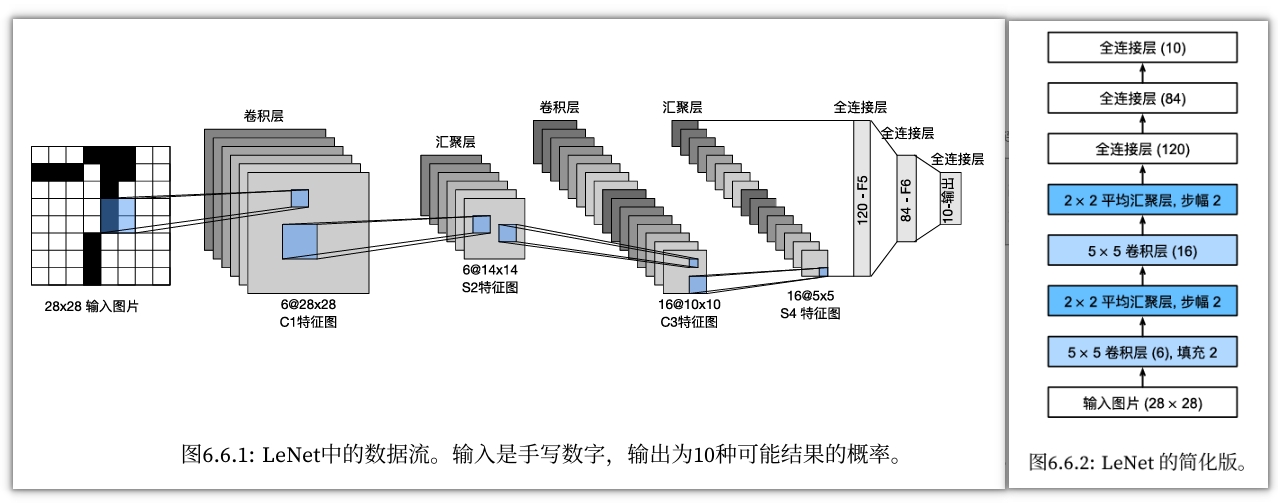 卷积层
汇聚层
卷积层
汇聚层
全连接层
全连接层
全连接层
28x28 输入图片
6@28x28
C1特征图
6@14x14
S2特征图
16@10x10
C3特征图
16@5x5
S4 特征图
120 - F5
84 - F6
10-输出
图6.6.1: LeNet中的数据流。输入是手写数字，输出为10种可能结果的概率。
全连接层 (10)
全连接层 (84)
全连接层 (120)
2 × 2 平均汇聚层, 步幅 2
5 × 5 卷积层 (16)
2 × 2 平均汇聚层, 步幅 2
5 × 5 卷积层 (6), 填充 2
输入图片 (28 × 28)
图6.6.2: LeNet 的简化版。